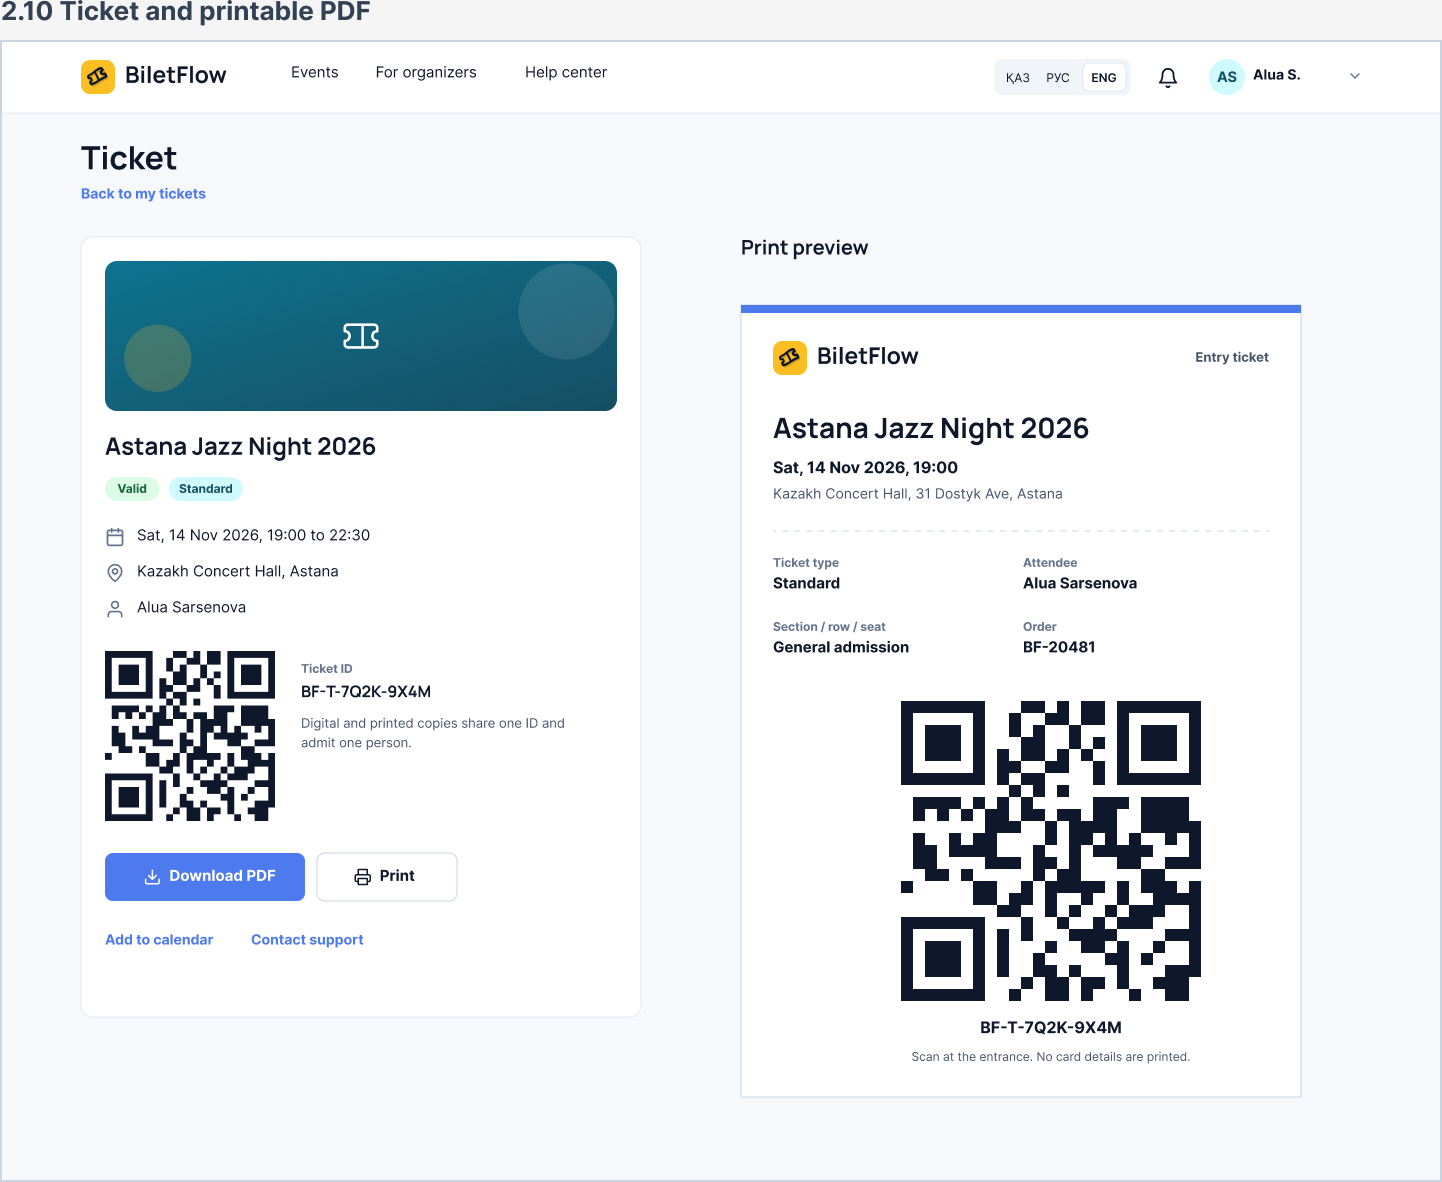 2.10 Ticket and printable PDF
BiletFlow
Events
For organizers
Help center
ҚАЗ
РУС
ENG
AS
Alua S.
Ticket
Back to my tickets
Astana Jazz Night 2026
Valid
Standard
Sat, 14 Nov 2026, 19:00 to 22:30
Kazakh Concert Hall, Astana
Alua Sarsenova
Ticket ID
BF-T-7Q2K-9X4M
Digital and printed copies share one ID and
admit one person.
Download PDF
Print
Add to calendar
Contact support
Print preview
BiletFlow
Entry ticket
Astana Jazz Night 2026
Sat, 14 Nov 2026, 19:00
Kazakh Concert Hall, 31 Dostyk Ave, Astana
Ticket type
Standard
Attendee
Alua Sarsenova
Section / row / seat
General admission
Order
BF-20481
BF-T-7Q2K-9X4M
Scan at the entrance. No card details are printed.